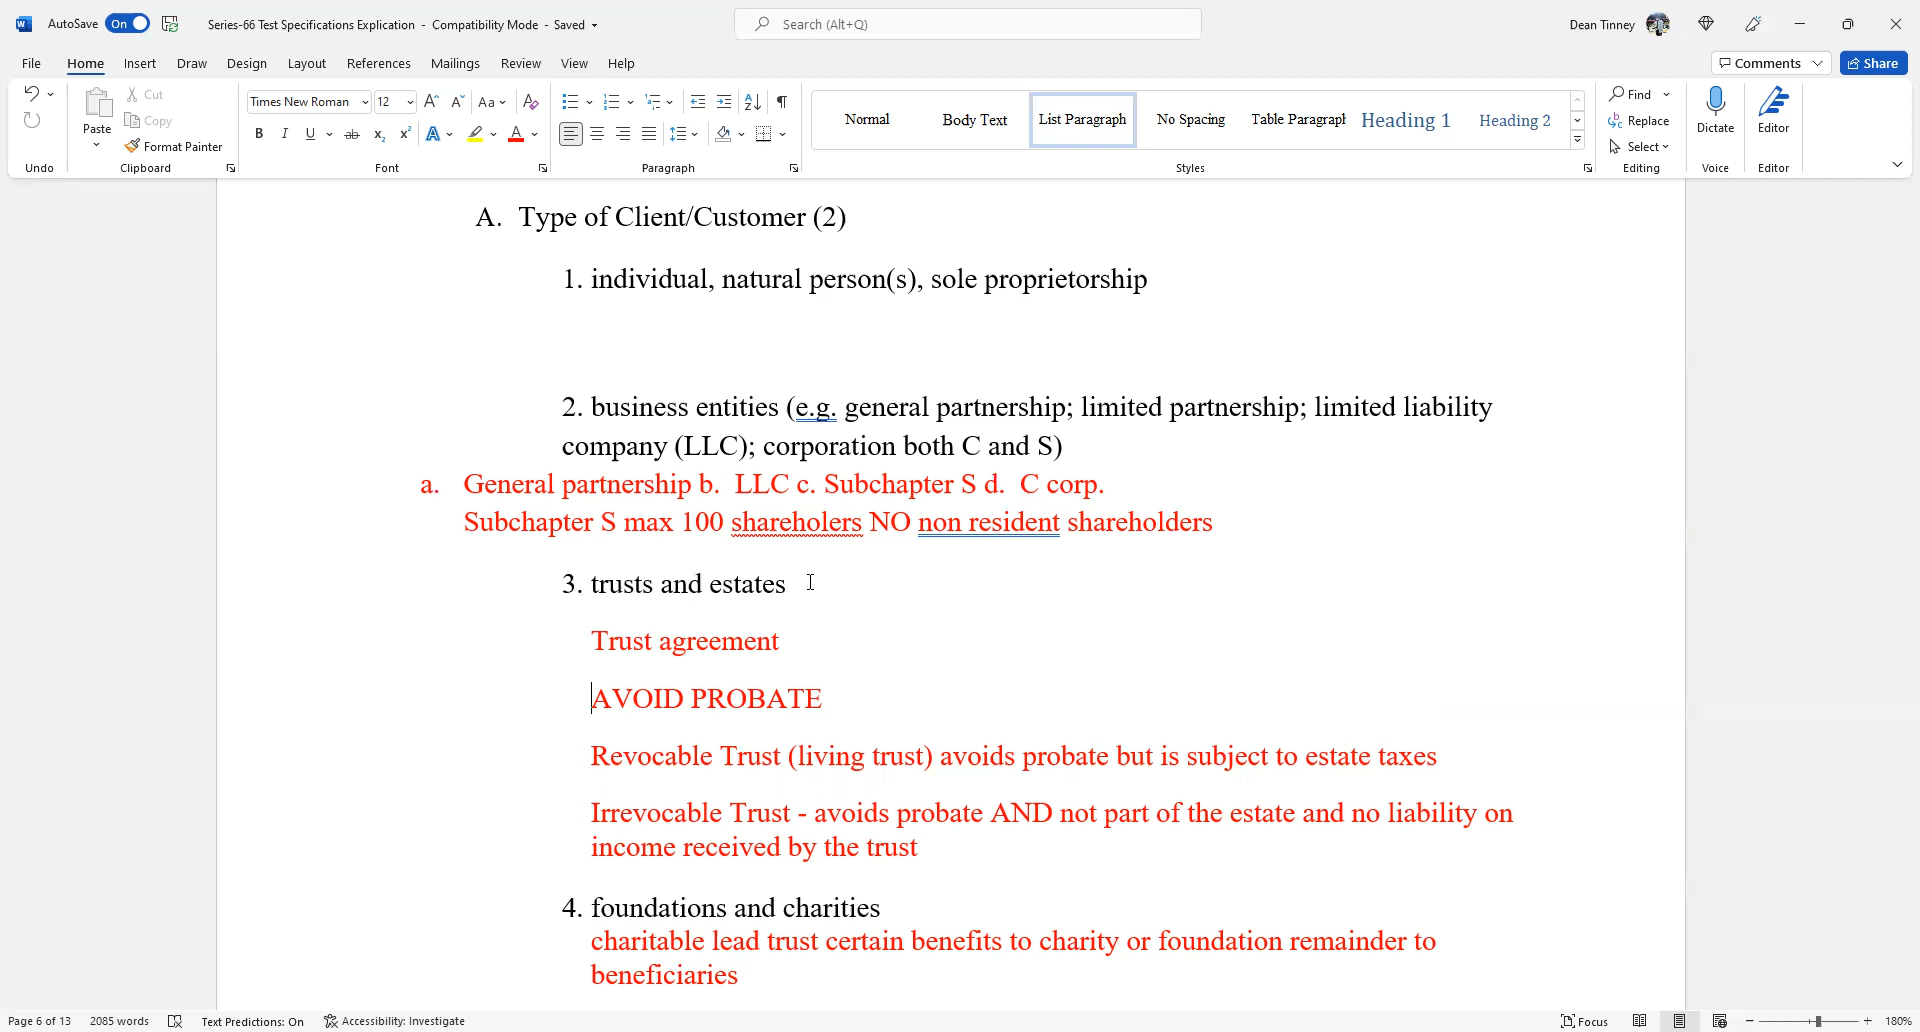 AutoSave On Series-66 Test Specifications Explication - Compatibility Mode - Saved Search (Alt+Q) Dean Tinney
File Home Insert Draw Design Layout References Mailings Review View Help Comments Share
Paste Cut Copy Format Painter
Times New Roman 12 Aa
B I U ab x₂ x² A A
Normal Body Text List Paragraph No Spacing Table Paragraph Heading 1 Heading 2
Find Replace Select Dictate Editor
Undo Clipboard Font Paragraph Styles Editing Voice Editor
A. Type of Client/Customer (2)
1. individual, natural person(s), sole proprietorship
2. business entities (e.g. general partnership; limited partnership; limited liability
company (LLC); corporation both C and S)
a. General partnership b. LLC c. Subchapter S d. C corp.
Subchapter S max 100 shareholers NO non resident shareholders
3. trusts and estates
Trust agreement
AVOID PROBATE
Revocable Trust (living trust) avoids probate but is subject to estate taxes
Irrevocable Trust - avoids probate AND not part of the estate and no liability on
income received by the trust
4. foundations and charities
charitable lead trust certain benefits to charity or foundation remainder to
beneficiaries
Page 6 of 13 2085 words Text Predictions: On Accessibility: Investigate Focus 180%